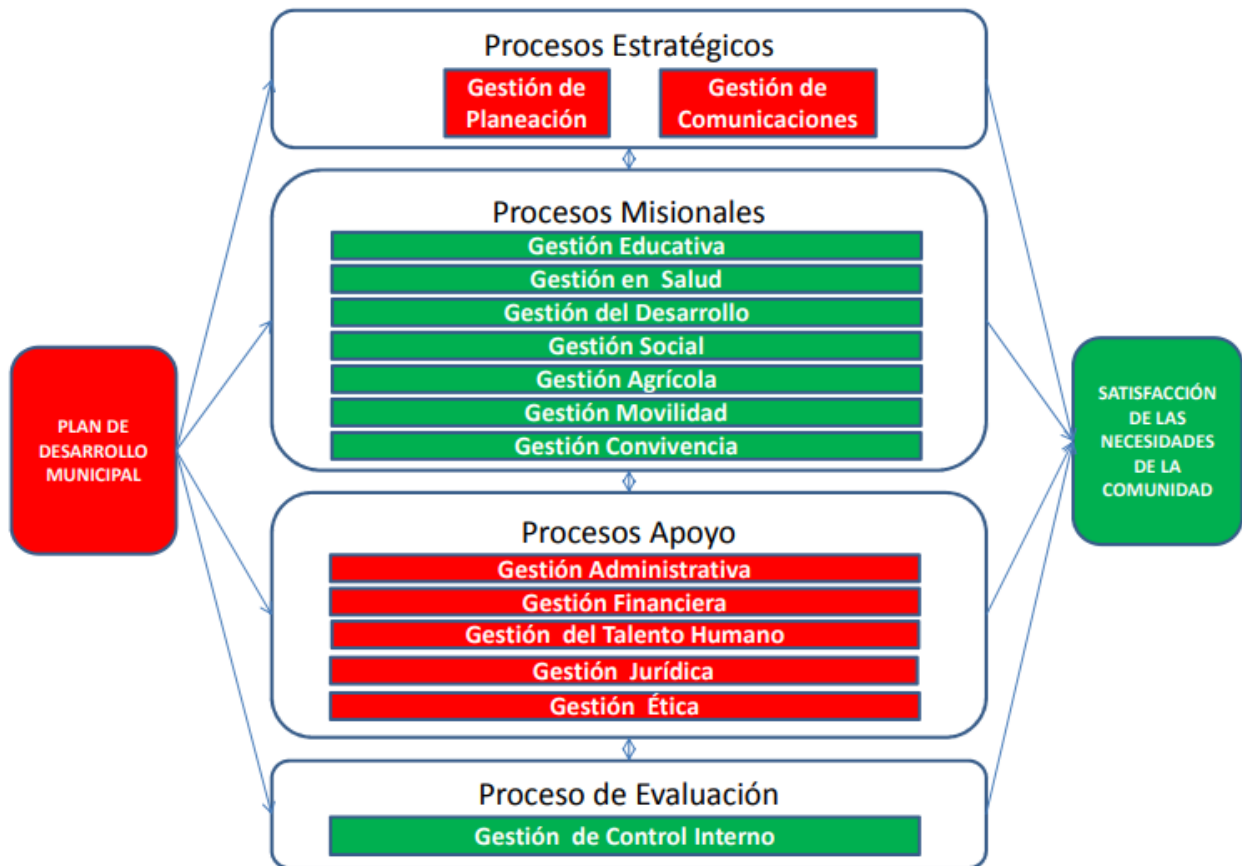 Procesos Estratégicos
Gestión de
Planeación
Gestión de
Comunicaciones
Procesos Misionales
Gestión Educativa
Gestión en Salud
Gestión del Desarrollo
Gestión Social
Gestión Agrícola
Gestión Movilidad
Gestión Convivencia
PLAN DE
DESARROLLO
MUNICIPAL
SATISFACCIÓN
DE LAS
NECESIDADES
DE LA
COMUNIDAD
Procesos Apoyo
Gestión Administrativa
Gestión Financiera
Gestión del Talento Humano
Gestión Jurídica
Gestión Ética
Proceso de Evaluación
Gestión de Control Interno